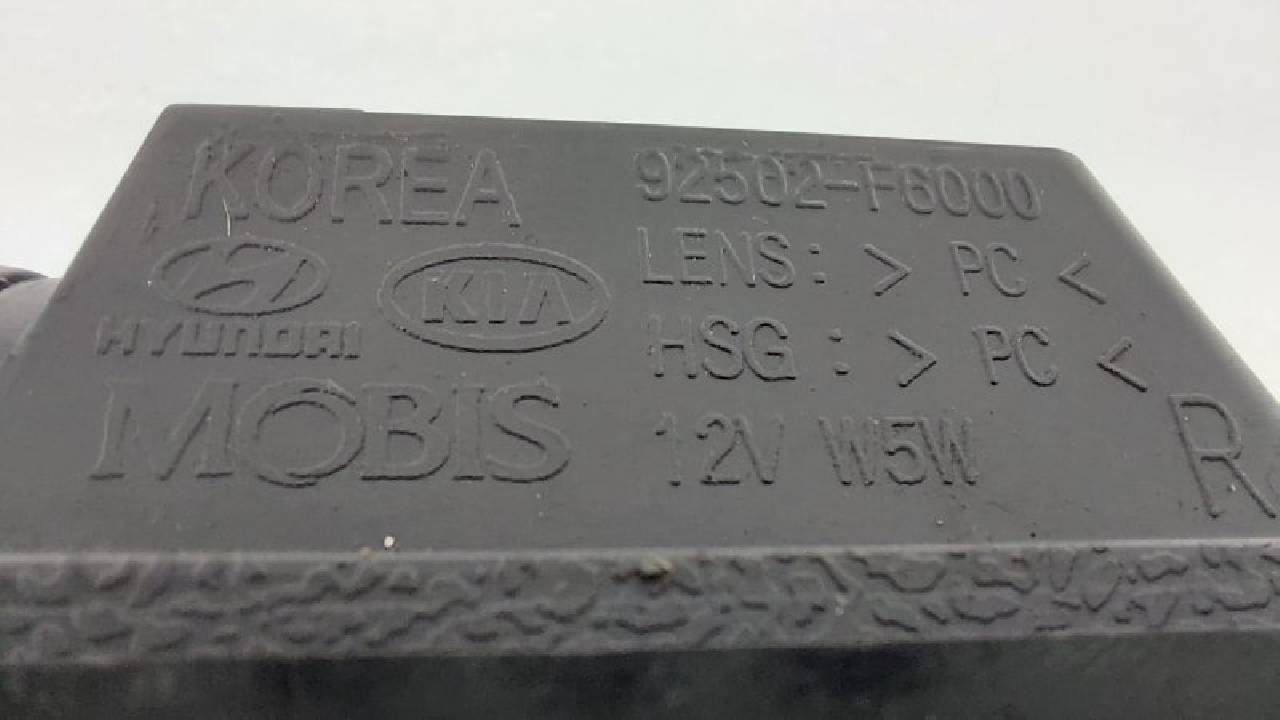 KOREA
HYUNDAI
KIA
MOBIS
92502-F6000
LENS: > PC <
HSG : > PC <
12V W5W
R